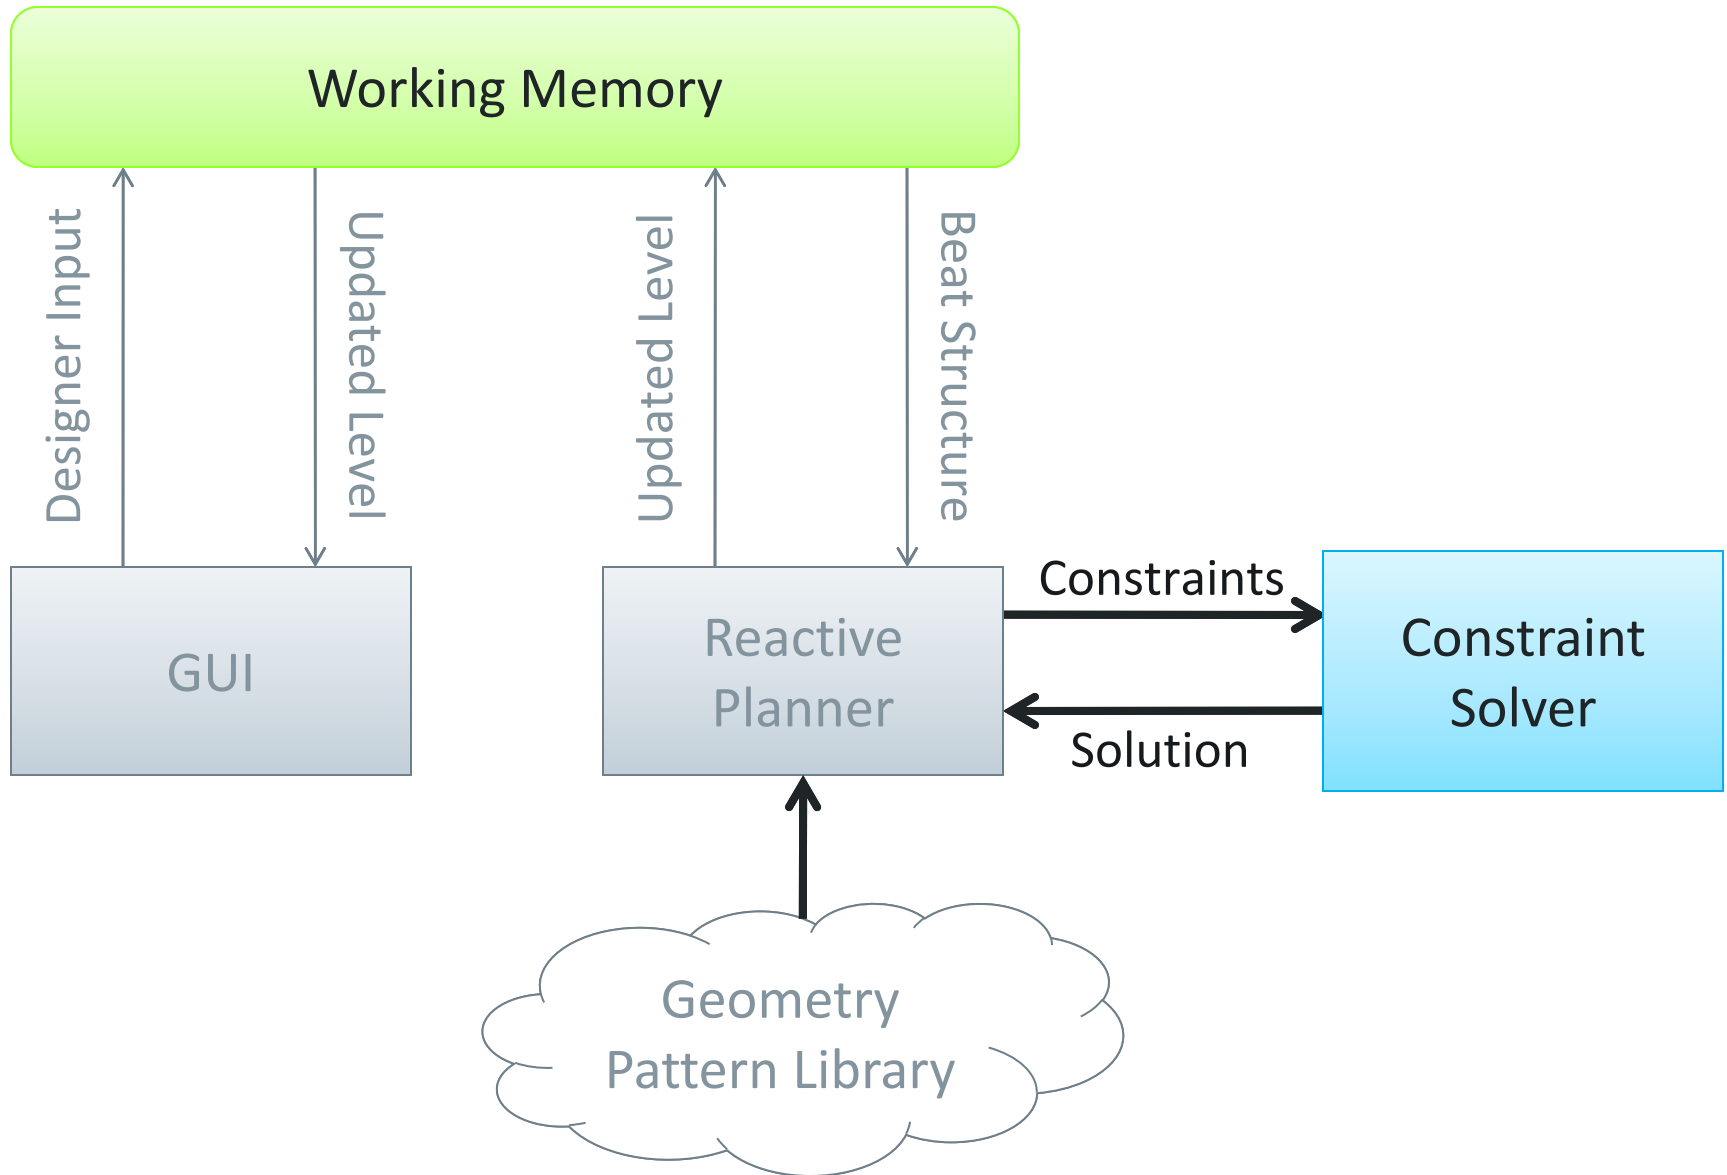 Working Memory
Designer Input
Updated Level
Updated Level
Beat Structure
GUI
Reactive
Planner
Constraints
Solution
Constraint
Solver
Geometry
Pattern Library